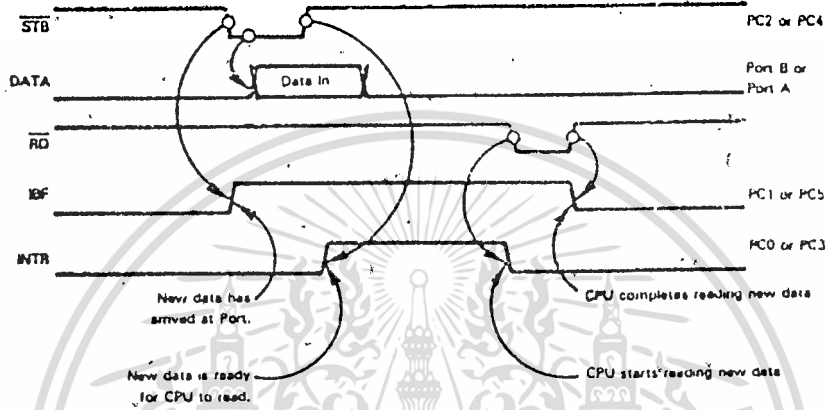 STB
PC2 or PC4
DATA
Data In
Port B or
Port A
RD
IBF
PC1 or PC5
INTR
PC0 or PC3
New data has
arrived at Port.
CPU completes reading new data
New data is ready
for CPU to read.
CPU starts reading new data